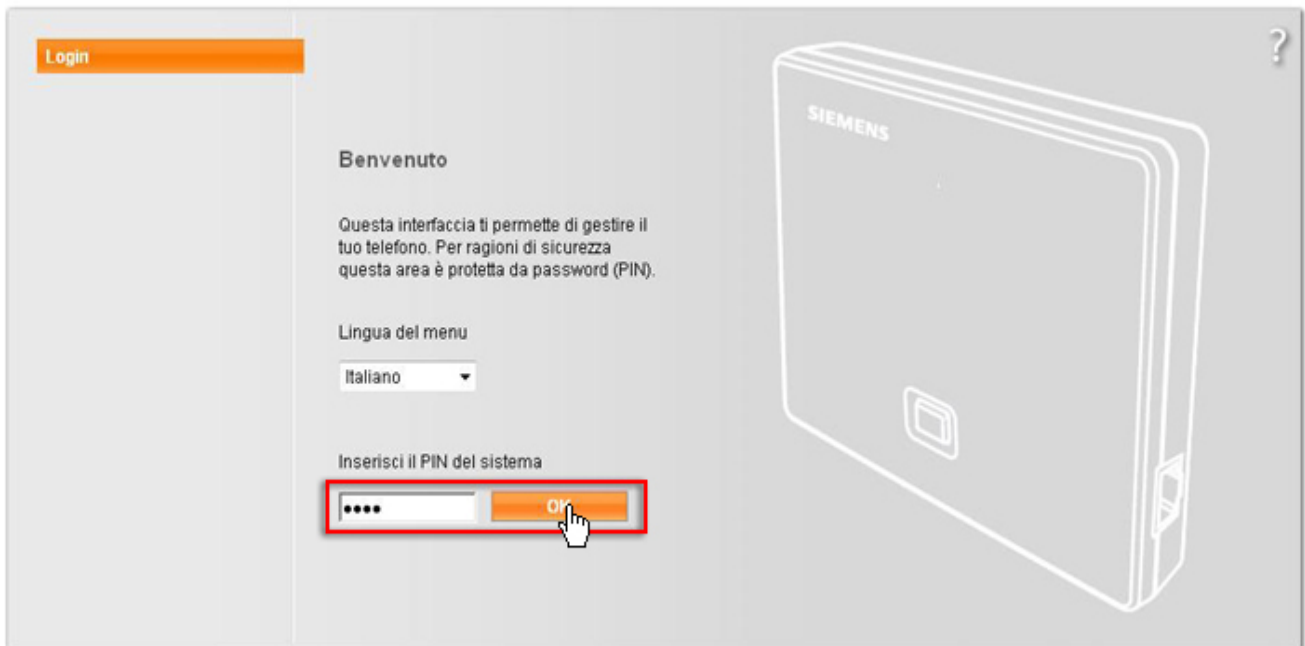 Login
?
SIEMENS
Benvenuto
Questa interfaccia ti permette di gestire il
tuo telefono. Per ragioni di sicurezza
questa area è protetta da password (PIN).
Lingua del menu
Italiano
Inserisci il PIN del sistema
••••
OK